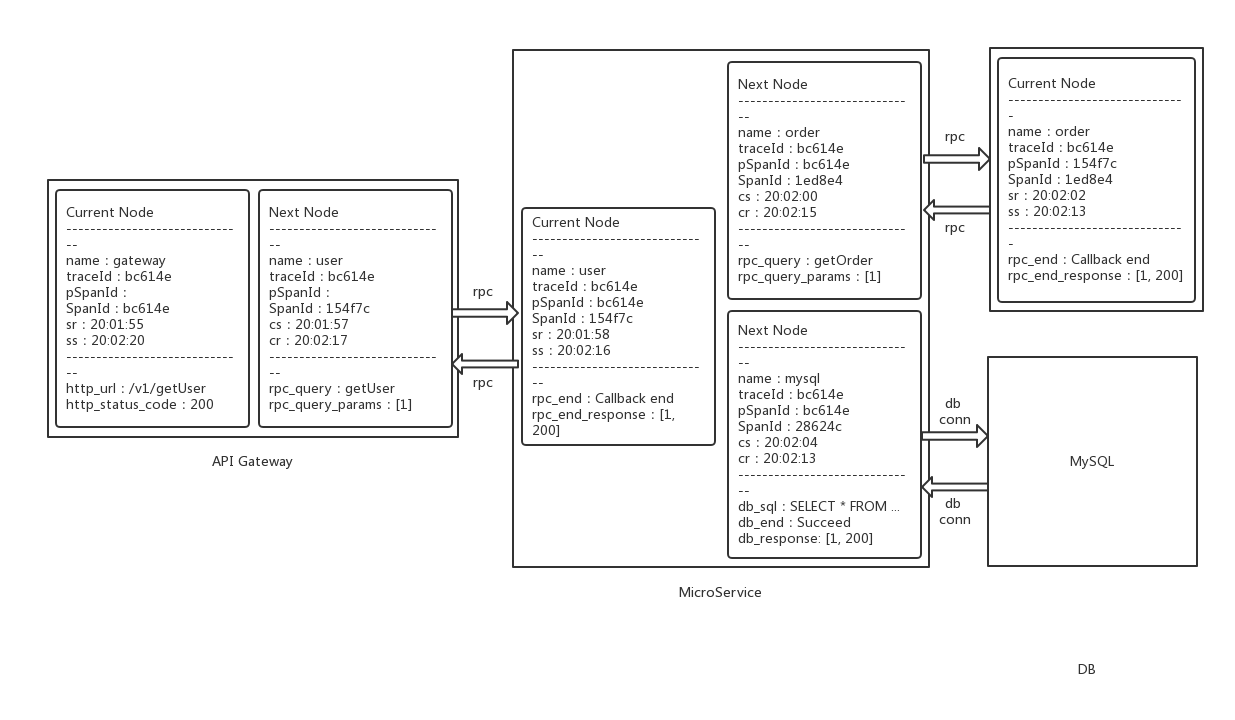 Current Node
----------------------------
--
name : gateway
traceId : bc614e
pSpanId :
SpanId : bc614e
sr : 20:01:55
ss : 20:02:20
----------------------------
--
http_url : /v1/getUser
http_status_code : 200
Next Node
----------------------------
--
name : user
traceId : bc614e
pSpanId :
SpanId : 154f7c
cs : 20:01:57
cr : 20:02:17
----------------------------
--
rpc_query : getUser
rpc_query_params : [1]
API Gateway
rpc
rpc
Current Node
----------------------------
--
name : user
traceId : bc614e
pSpanId : bc614e
SpanId : 154f7c
sr : 20:01:58
ss : 20:02:16
----------------------------
--
rpc_end : Callback end
rpc_end_response : [1,
200]
Next Node
----------------------------
--
name : order
traceId : bc614e
pSpanId : bc614e
SpanId : 1ed8e4
cs : 20:02:00
cr : 20:02:15
----------------------------
--
rpc_query : getOrder
rpc_query_params : [1]
Next Node
----------------------------
--
name : mysql
traceId : bc614e
pSpanId : bc614e
SpanId : 28624c
cs : 20:02:04
cr : 20:02:13
----------------------------
--
db_sql : SELECT * FROM ...
db_end : Succeed
db_response: [1, 200]
MicroService
rpc
rpc
Current Node
-----------------------------
-
name : order
traceId : bc614e
pSpanId : 154f7c
SpanId : 1ed8e4
sr : 20:02:02
ss : 20:02:13
-----------------------------
-
rpc_end : Callback end
rpc_end_response : [1, 200]
db
conn
db
conn
MySQL
DB